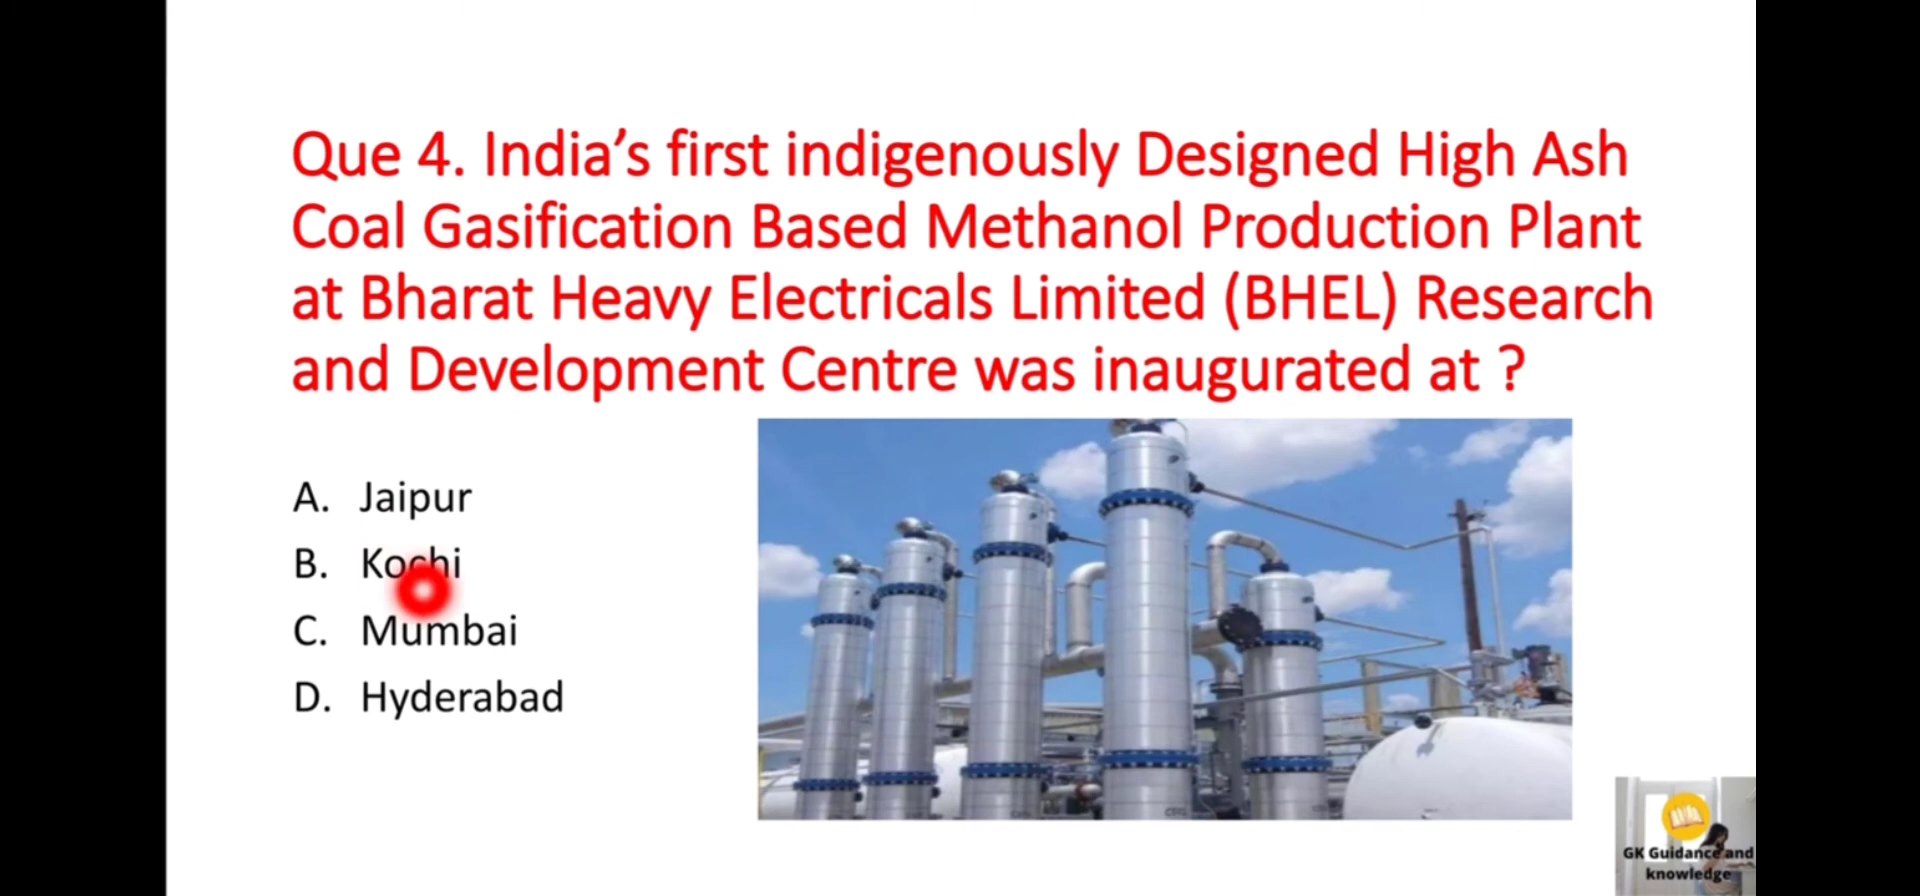 Que 4. India’s first indigenously Designed High Ash
Coal Gasification Based Methanol Production Plant
at Bharat Heavy Electricals Limited (BHEL) Research
and Development Centre was inaugurated at ?
A. Jaipur
B. Kochi
C. Mumbai
D. Hyderabad
GK Guidance and
knowledge